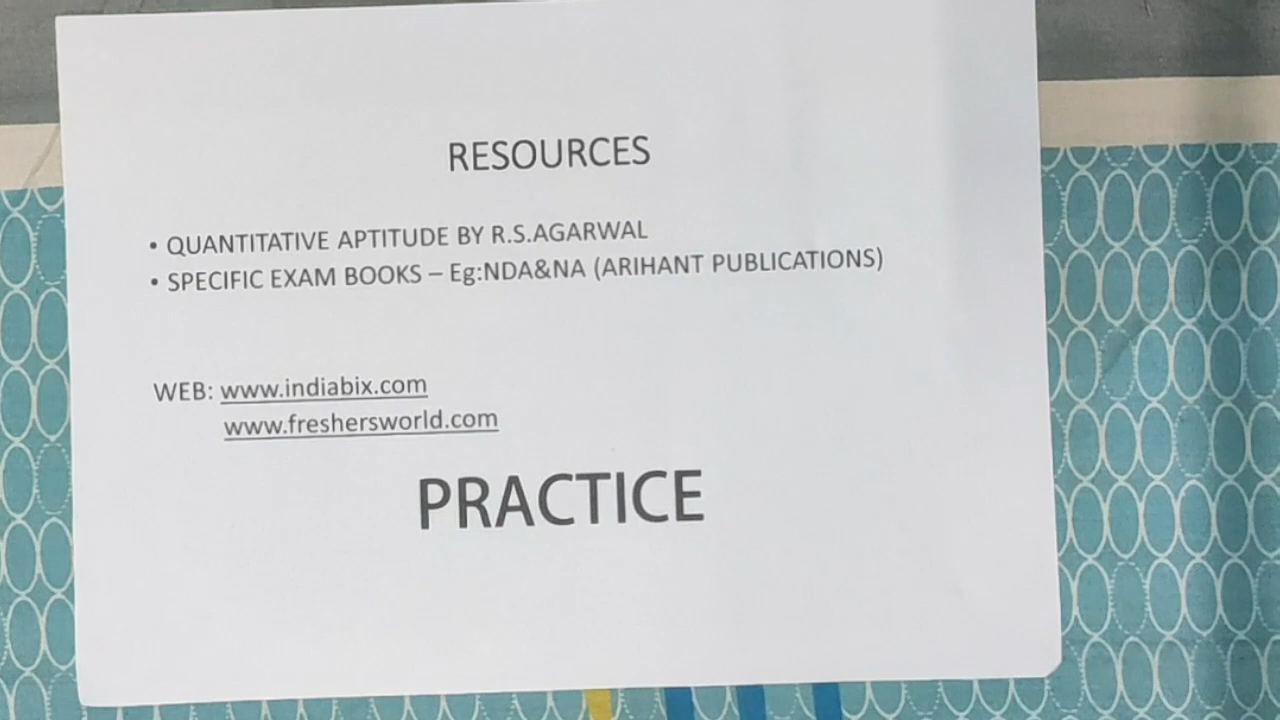 RESOURCES
• QUANTITATIVE APTITUDE BY R.S.AGARWAL
• SPECIFIC EXAM BOOKS – Eg:NDA&NA (ARIHANT PUBLICATIONS)
WEB: www.indiabix.com
www.freshersworld.com
PRACTICE